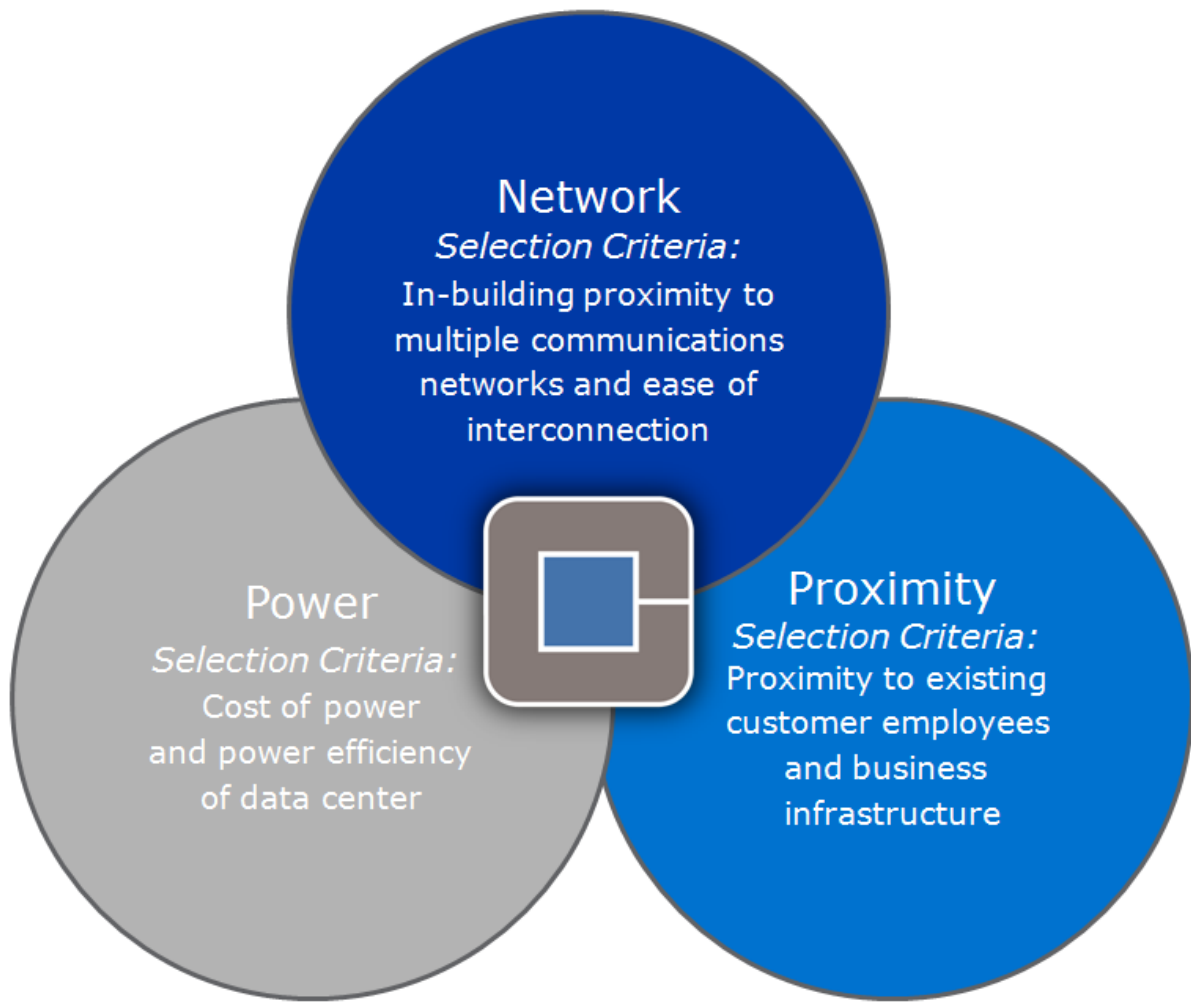 Network
Selection Criteria:
In-building proximity to
multiple communications
networks and ease of
interconnection
Power
Selection Criteria:
Cost of power
and power efficiency
of data center
Proximity
Selection Criteria:
Proximity to existing
customer employees
and business
infrastructure